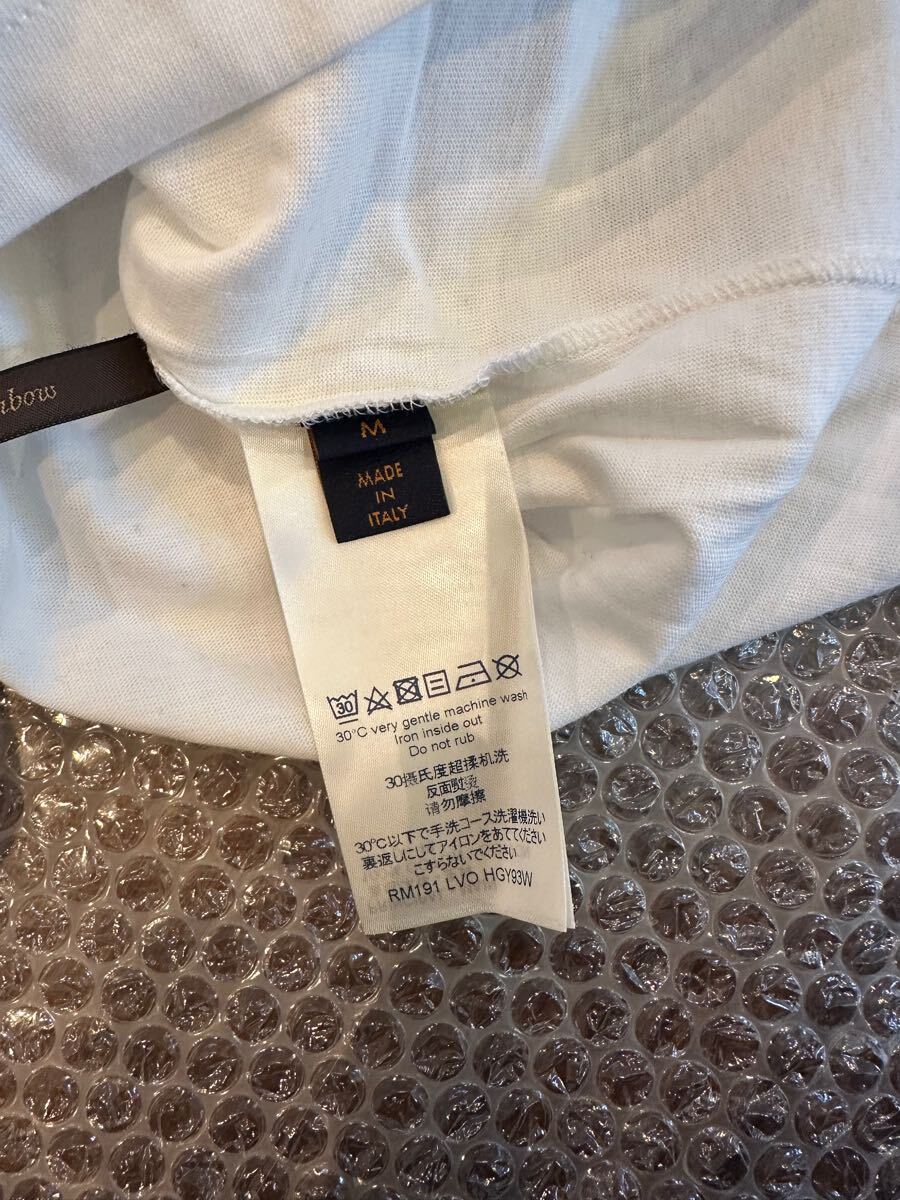 M
MADE
IN
ITALY
30
30°C very gentle machine wash
Iron inside out
Do not rub
30摄氏度超揉机洗
反面熨烫
请勿摩擦
30℃以下で手洗コース洗濯機洗い
裏返しにしてアイロンをあててください
こすらないでください
RM191 LVO HGY93W